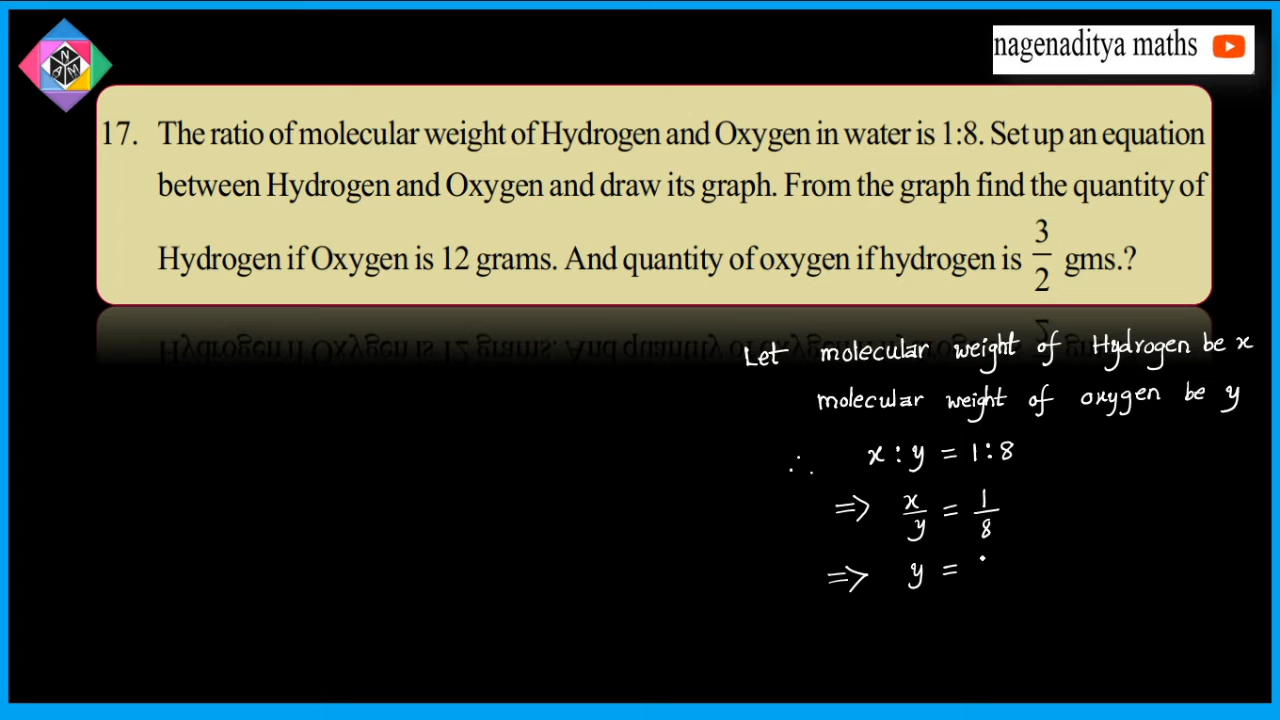 N
A M
nagenaditya maths
17. The ratio of molecular weight of Hydrogen and Oxygen in water is 1:8. Set up an equation
between Hydrogen and Oxygen and draw its graph. From the graph find the quantity of
Hydrogen if Oxygen is 12 grams. And quantity of oxygen if hydrogen is 3/2 gms.?
Let molecular weight of Hydrogen be x
molecular weight of oxygen be y
∴ x : y = 1:8
⇒ x/y = 1/8
⇒ y =